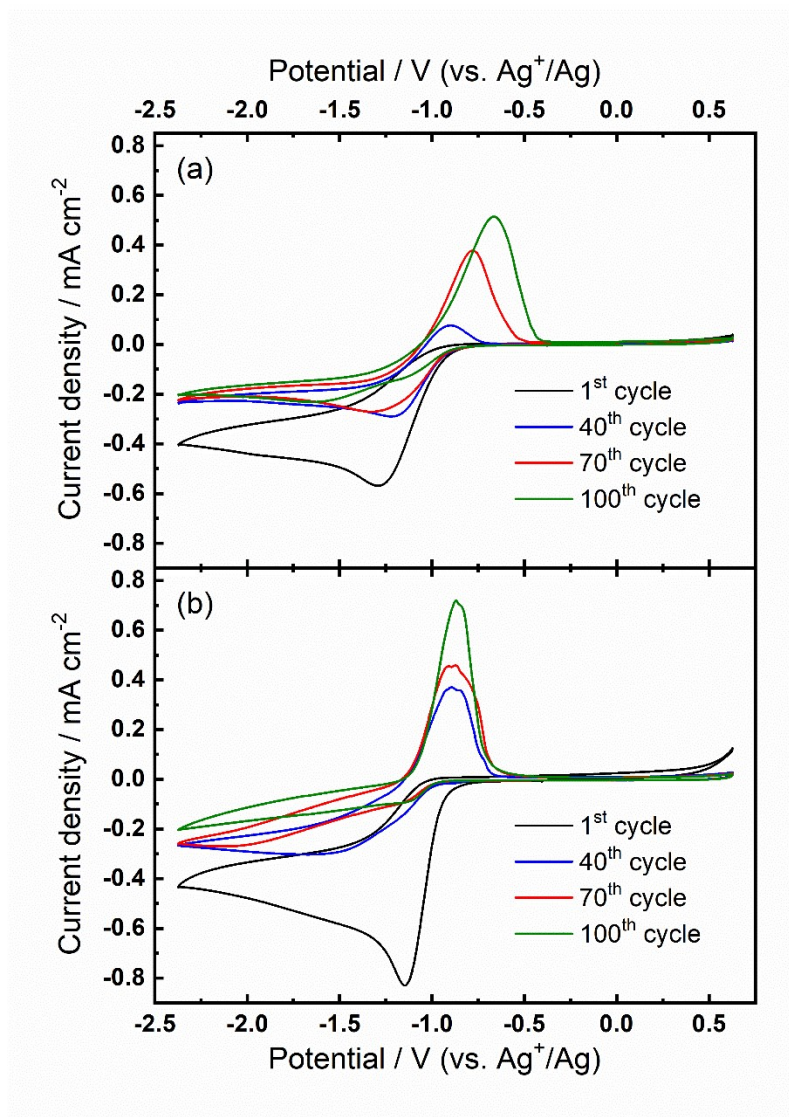 Potential / V (vs. Ag⁺/Ag)
-2.5 -2.0 -1.5 -1.0 -0.5 0.0 0.5
(a)
0.8
0.6
0.4
0.2
0.0
-0.2
-0.4
-0.6
-0.8
Current density / mA cm⁻²
1ˢᵗ cycle
40ᵗʰ cycle
70ᵗʰ cycle
100ᵗʰ cycle
(b)
0.8
0.6
0.4
0.2
0.0
-0.2
-0.4
-0.6
-0.8
Current density / mA cm⁻²
1ˢᵗ cycle
40ᵗʰ cycle
70ᵗʰ cycle
100ᵗʰ cycle
-2.5 -2.0 -1.5 -1.0 -0.5 0.0 0.5
Potential / V (vs. Ag⁺/Ag)